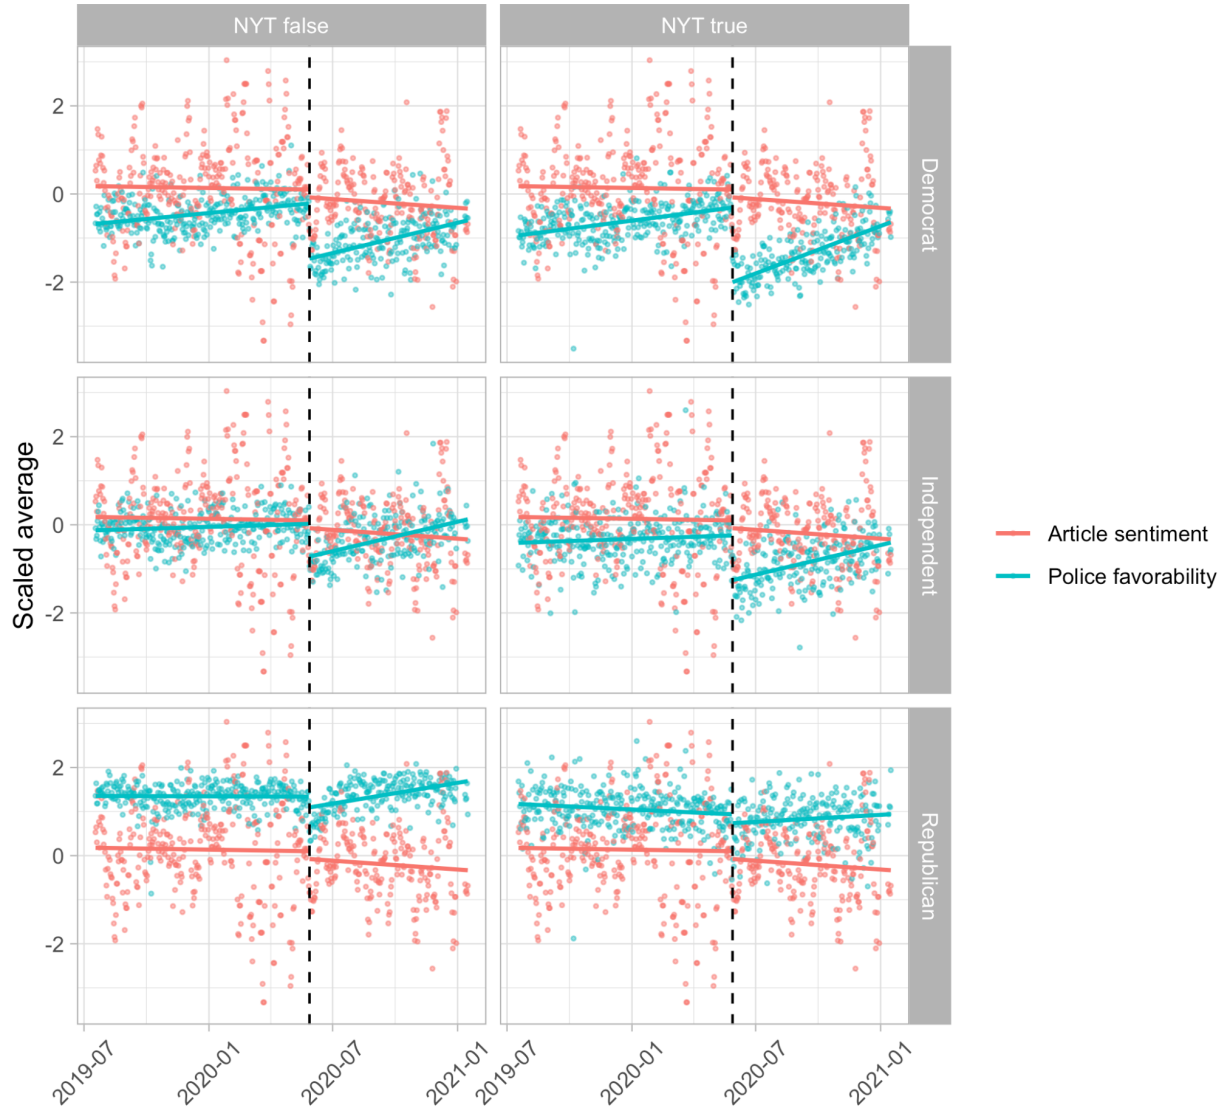 NYT false
NYT true
2
0
-2
Democrat
Scaled average
2
0
-2
Independent
Article sentiment
Police favorability
2
0
-2
Republican
2019-07
2020-01
2020-07
2021-01
2019-07
2020-01
2020-07
2021-01